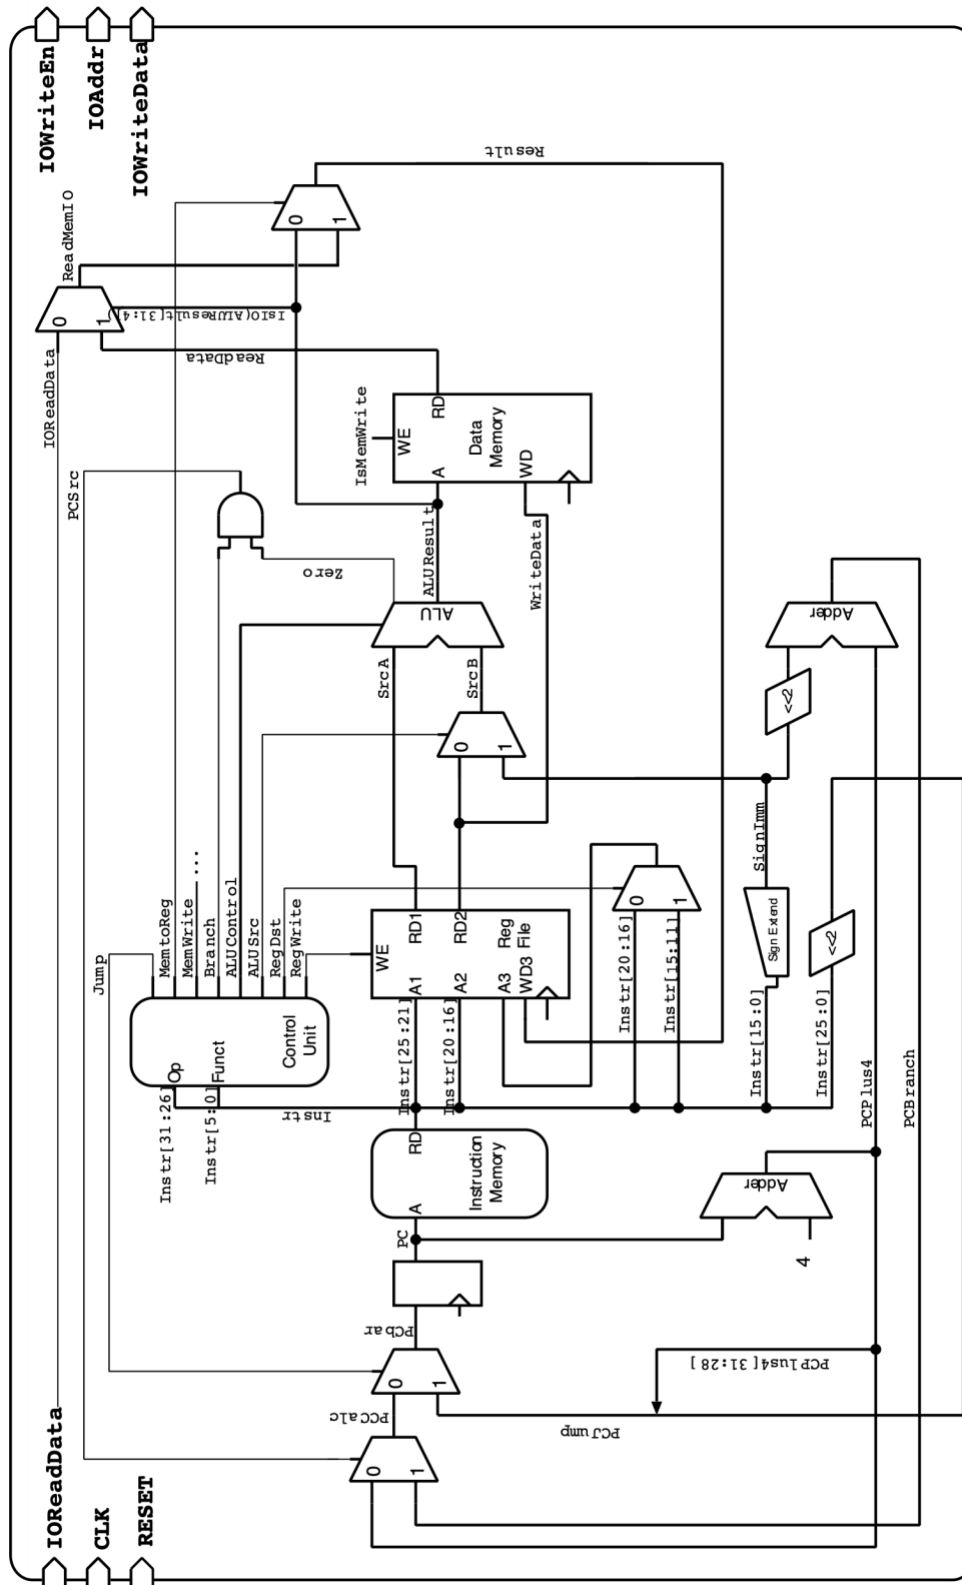 IOWriteEn
IOAddr
IOWriteData
ReadMemIO
Result
0
1
0
1
IsIO(ALUResult[31:4])
IOReadData
ReadData
IsMemWrite
PCSrc
WE
RD
Data
Memory
A
WD
Zero
ALUResult
WriteData
ALU
Adder
SrcA
SrcB
<<2
0
1
SignImm
Jump
MemtoReg
MemWrite ...
Branch
ALUControl
ALUSrc
RegDst
RegWrite
Op
Funct
Control
Unit
WE
RD1
RD2
Reg
File
A1
A2
A3
WD3
0
1
Sign Extend
<<2
Instr[31:26]
Instr[5:0]
Instr
Instr[25:21]
Instr[20:16]
Instr[20:16]
Instr[15:11]
Instr[15:0]
Instr[25:0]
PCPlus4
PCBranch
RD
Instruction
Memory
A
PC
Adder
4
PCbar
0
1
PCPlus4[31:28]
PCCalc
PCJump
0
1
IOReadData
CLK
RESET